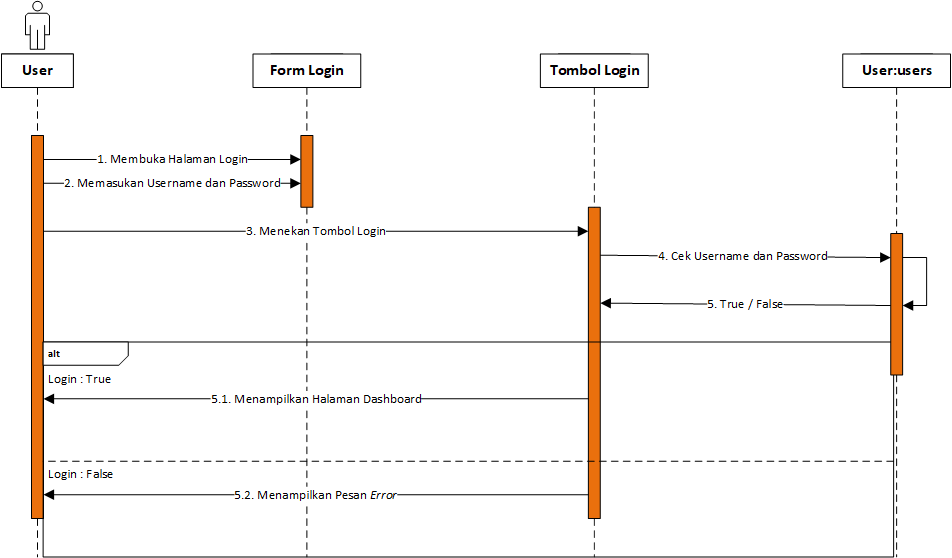 User
Form Login
Tombol Login
User:users
1. Membuka Halaman Login
2. Memasukan Username dan Password
3. Menekan Tombol Login
4. Cek Username dan Password
5. True / False
alt
Login : True
5.1. Menampilkan Halaman Dashboard
Login : False
5.2. Menampilkan Pesan Error